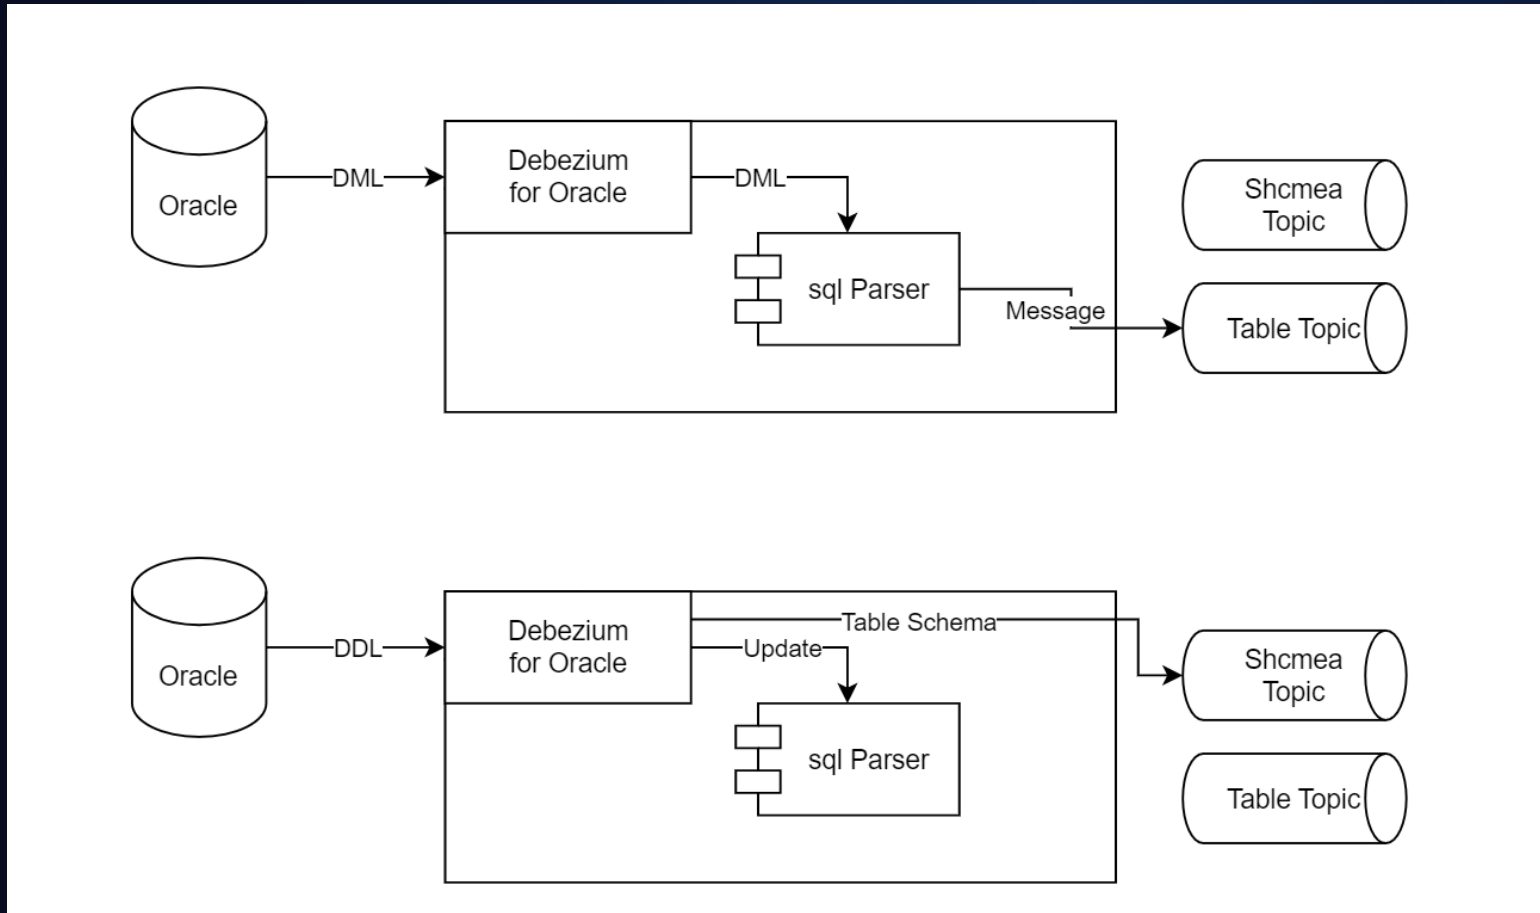 Oracle
DML
Debezium
for Oracle
DML
sql Parser
Message
Shcmea
Topic
Table Topic
Oracle
DDL
Debezium
for Oracle
Table Schema
Update
sql Parser
Shcmea
Topic
Table Topic